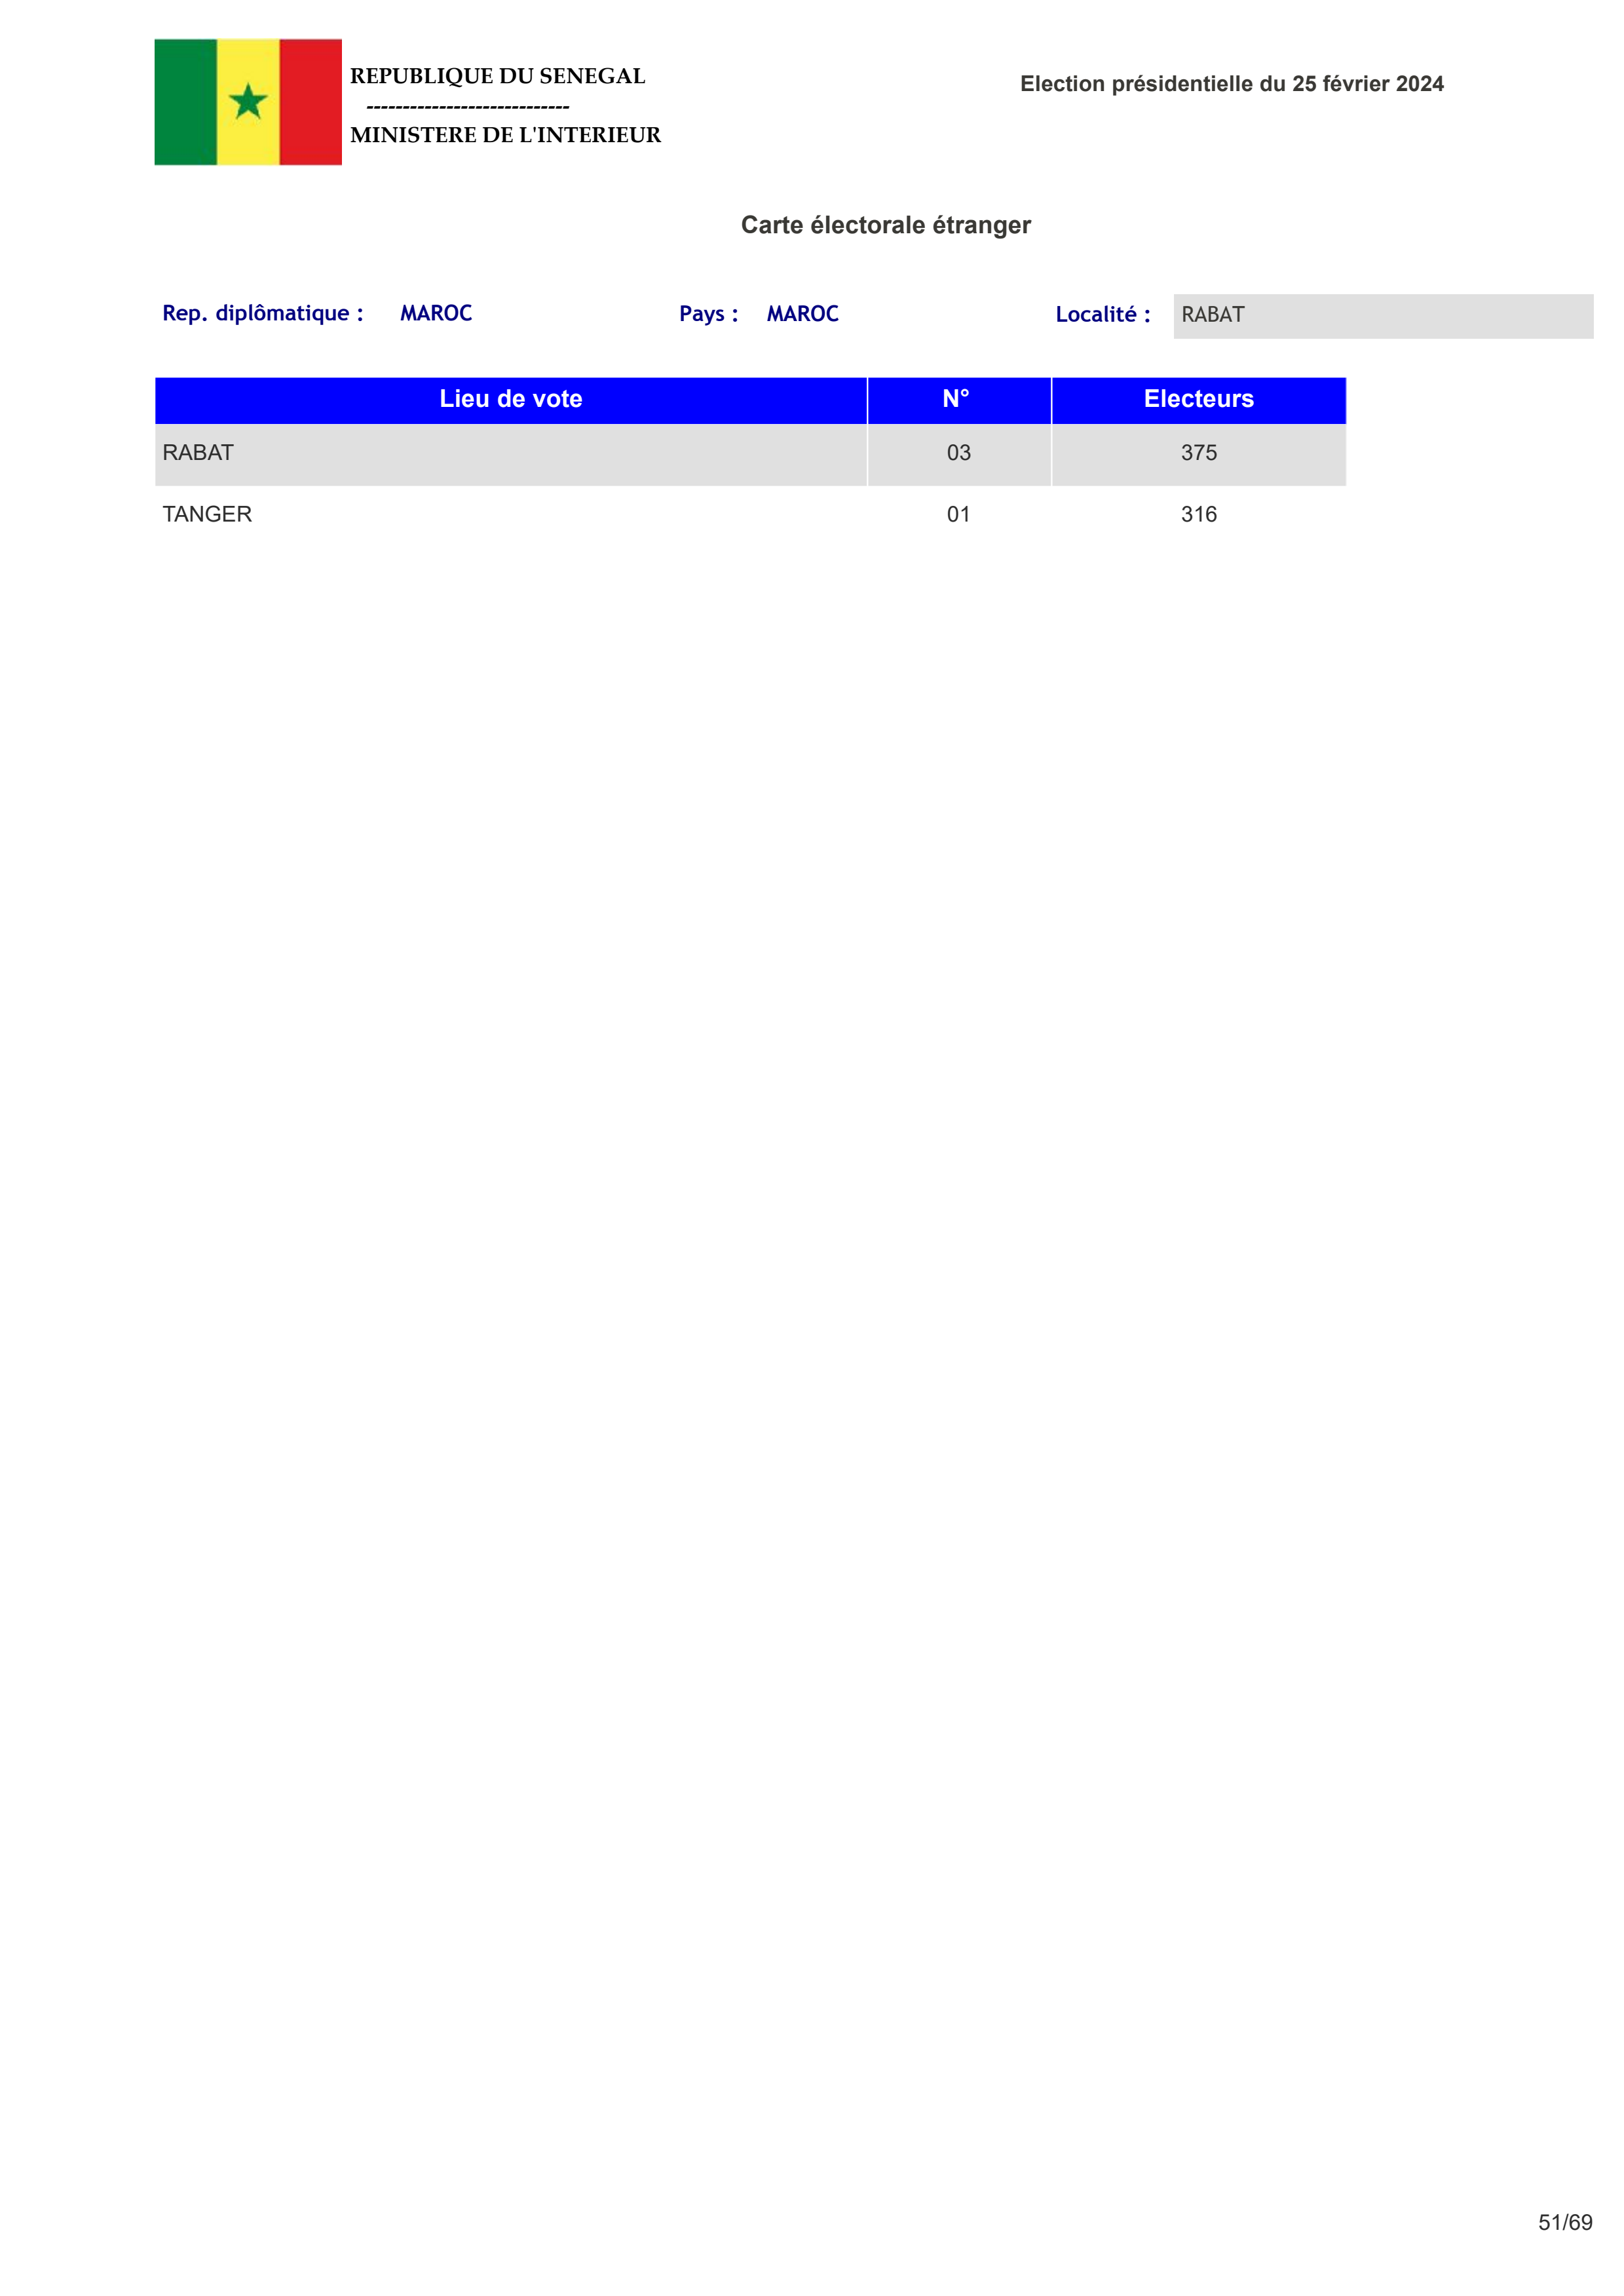 REPUBLIQUE DU SENEGAL
----------------------------
MINISTERE DE L'INTERIEUR
Election présidentielle du 25 février 2024
Carte électorale étranger
Rep. diplômatique : MAROC Pays : MAROC Localité : RABAT
Lieu de vote N° Electeurs
RABAT 03 375
TANGER 01 316
51/69